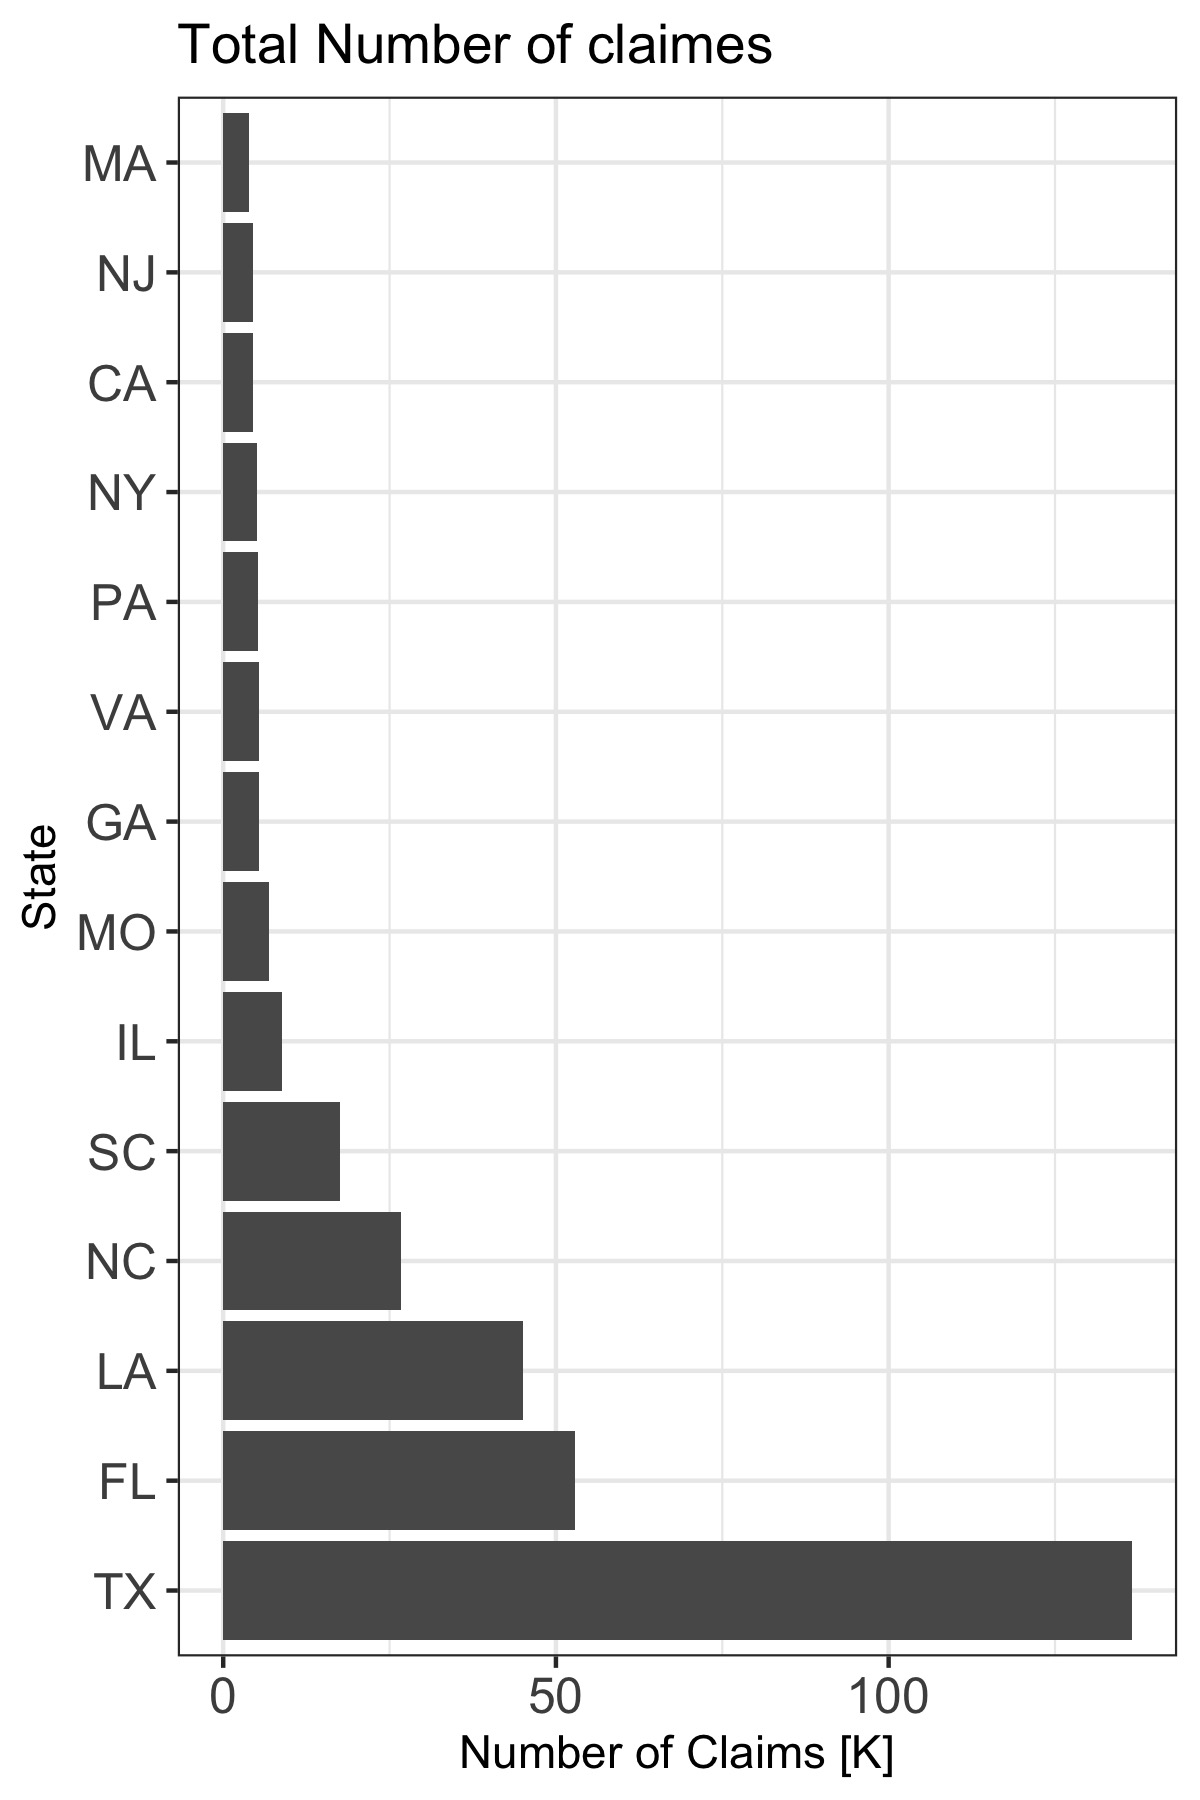 Total Number of claimes
MA
NJ
CA
NY
PA
VA
GA
MO
IL
SC
NC
LA
FL
TX
State
0 50 100
Number of Claims [K]